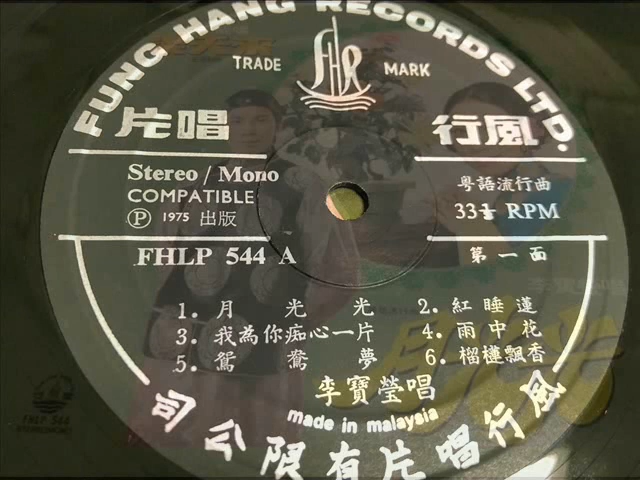 FUNG HANG RECORDS LTD.
TRADE FHR MARK
片唱 行風
Stereo / Mono
COMPATIBLE
Ⓟ 1975 出版
粵語流行曲
33⅓ RPM
FHLP 544 A
第一面
1. 月光光 2. 紅睡蓮
3. 我為你痴心一片 4. 雨中花
5. 鴛鴦夢 6. 榴槤飄香
李寶瑩唱
made in malaysia
司公限有片唱行風
FHLP 544